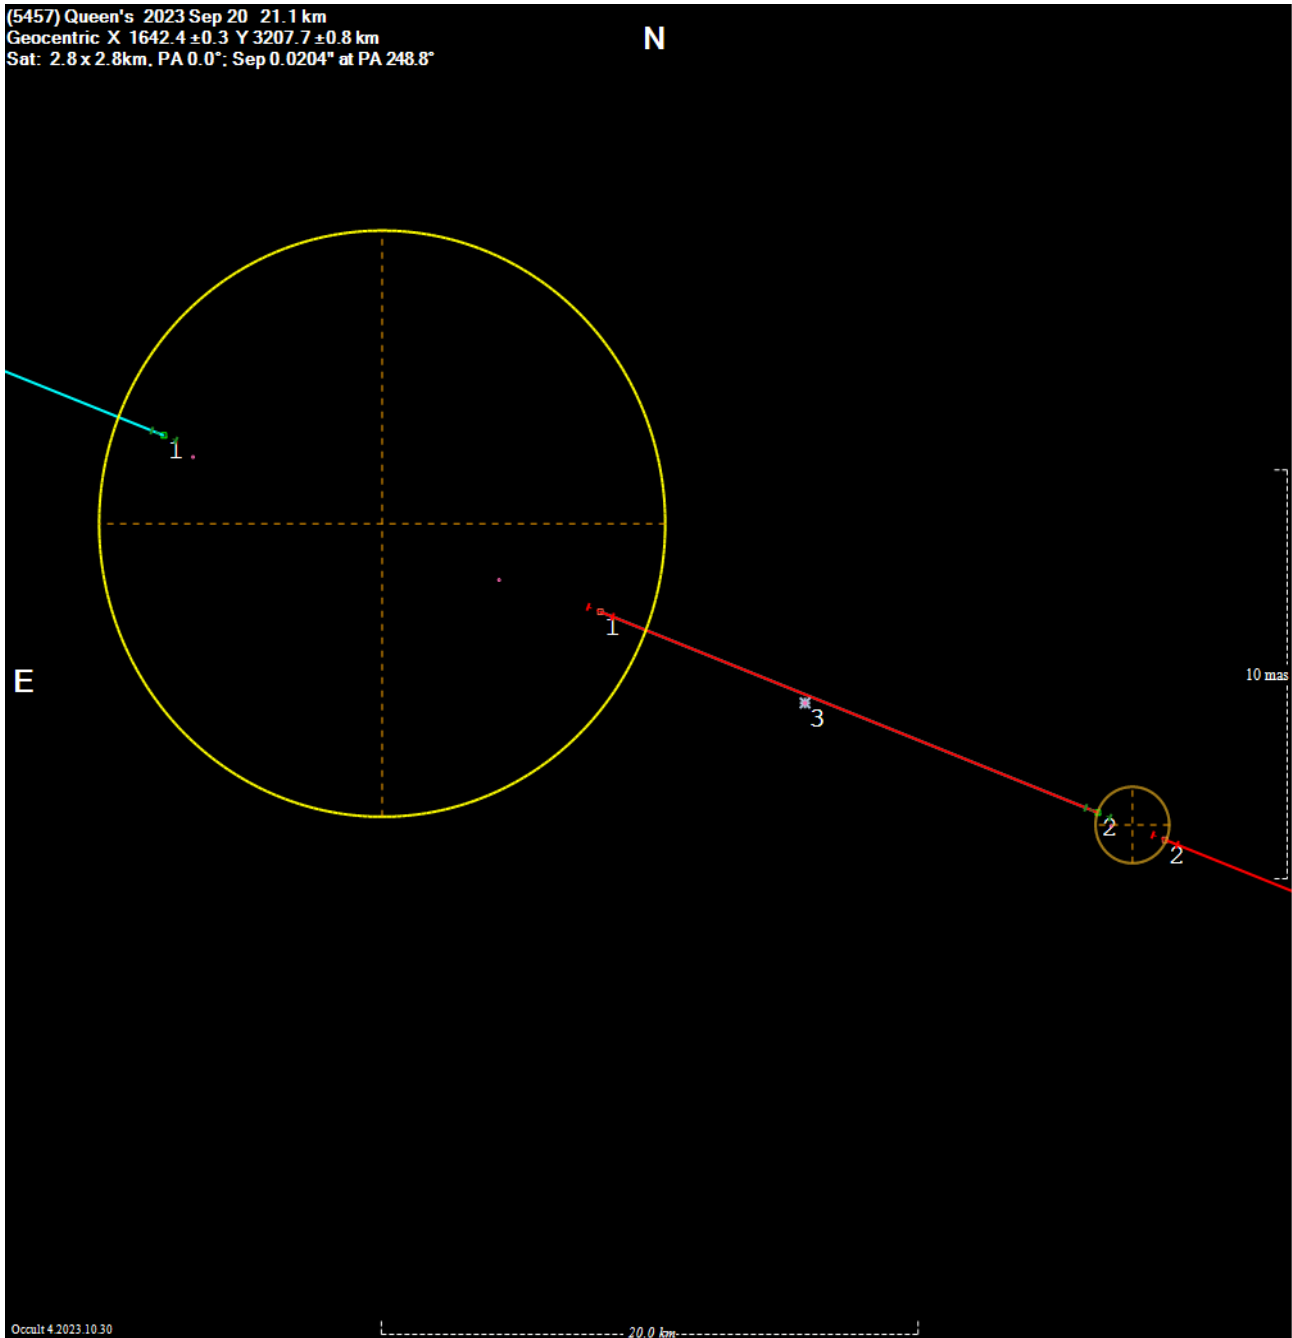 (5457) Queen's 2023 Sep 20 21.1 km
Geocentric X 1642.4 ±0.3 Y 3207.7 ±0.8 km
Sat: 2.8 x 2.8km, PA 0.0°: Sep 0.0204" at PA 248.8°
N
1
1
E
10 mas
3
2
2
Occult 4.2023.10.30
20.0 km